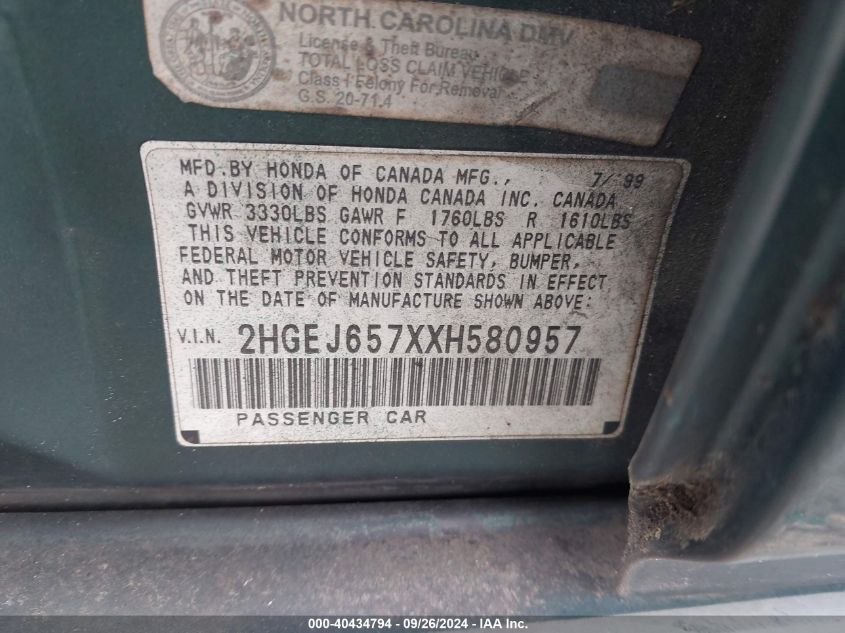 NORTH CAROLINA DMV
License & Theft Bureau
TOTAL LOSS CLAIM VEHICLE
Class I Felony For Removal
G.S. 20-71.4
MFD.BY HONDA OF CANADA MFG., 7/ 99
A DIVISION OF HONDA CANADA INC. CANADA
GVWR 3330LBS GAWR F 1760LBS R 1610LBS
THIS VEHICLE CONFORMS TO ALL APPLICABLE
FEDERAL MOTOR VEHICLE SAFETY, BUMPER,
AND THEFT PREVENTION STANDARDS IN EFFECT
ON THE DATE OF MANUFACTURE SHOWN ABOVE:
V.I.N. 2HGEJ657XXH580957
PASSENGER CAR
000-40434794 - 09/26/2024 - IAA Inc.